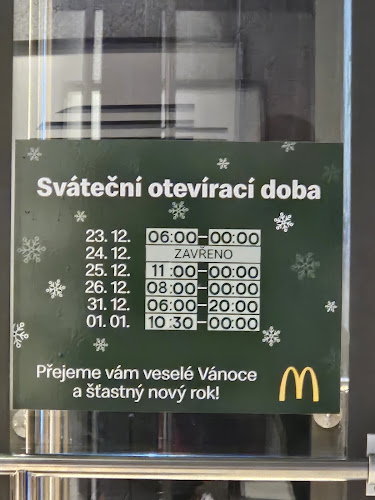 Sváteční otevírací doba
23. 12. 06:00–00:00
24. 12. ZAVŘENO
25. 12. 11:00–00:00
26. 12. 08:00–00:00
31. 12. 06:00–20:00
01. 01. 10:30–00:00
Přejeme vám veselé Vánoce
a šťastný nový rok!